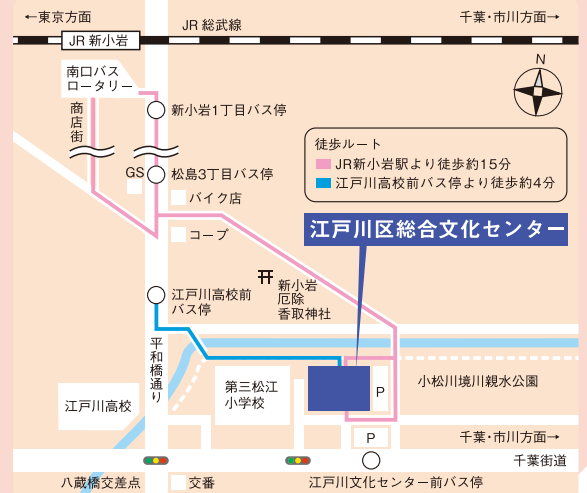 ←東京方面
JR 総武線
千葉・市川方面→
JR 新小岩
南口バス
ロータリー
N
商店街
新小岩1丁目バス停
徒歩ルート
JR新小岩駅より徒歩約15分
江戸川高校前バス停より徒歩約4分
GS
松島3丁目バス停
バイク店
コープ
江戸川区総合文化センター
新小岩
厄除
香取神社
江戸川高校前
バス停
平和橋通り
第三松江
小学校
P
小松川境川親水公園
江戸川高校
P
千葉・市川方面→
千葉街道
八蔵橋交差点
交番
江戸川文化センター前バス停